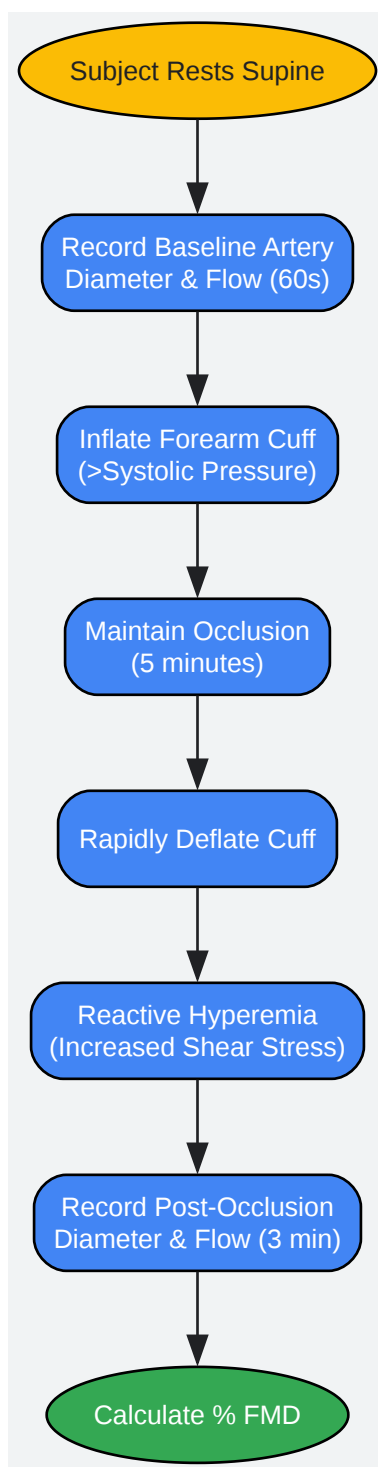 Subject Rests Supine
Record Baseline Artery
Diameter & Flow (60s)
Inflate Forearm Cuff
(>Systolic Pressure)
Maintain Occlusion
(5 minutes)
Rapidly Deflate Cuff
Reactive Hyperemia
(Increased Shear Stress)
Record Post-Occlusion
Diameter & Flow (3 min)
Calculate % FMD